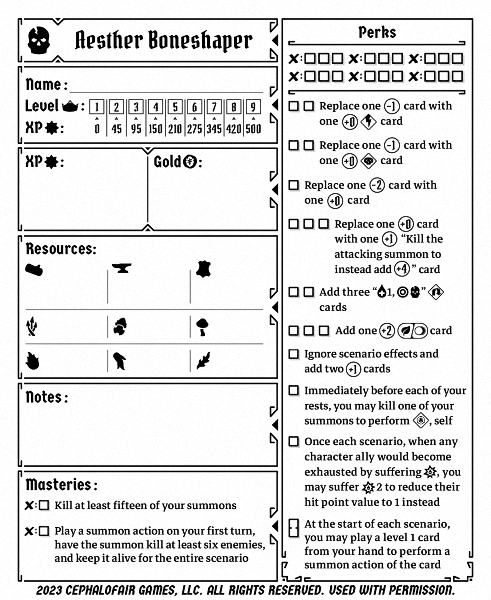 Aesther Boneshaper
Name:
Level : 1 2 3 4 5 6 7 8 9
XP : 0 45 95 150 210 275 345 420 500
XP :
Gold :
Resources:
Notes:
Masteries:
Kill at least fifteen of your summons
Play a summon action on your first turn,
have the summon kill at least six enemies,
and keep it alive for the entire scenario
Perks
Replace one -1 card with
one +0 card
Replace one -1 card with
one +0 card
Replace one -2 card with
one +0 card
Replace one +0 card
with one +1 “Kill the
attacking summon to
instead add +4” card
Add three “ 1, ”
cards
Add one +2 card
Ignore scenario effects and
add two +1 cards
Immediately before each of your
rests, you may kill one of your
summons to perform , self
Once each scenario, when any
character ally would become
exhausted by suffering , you
may suffer 2 to reduce their
hit point value to 1 instead
At the start of each scenario,
you may play a level 1 card
from your hand to perform a
summon action of the card
2023 CEPHALOFAIR GAMES, LLC. ALL RIGHTS RESERVED. USED WITH PERMISSION.